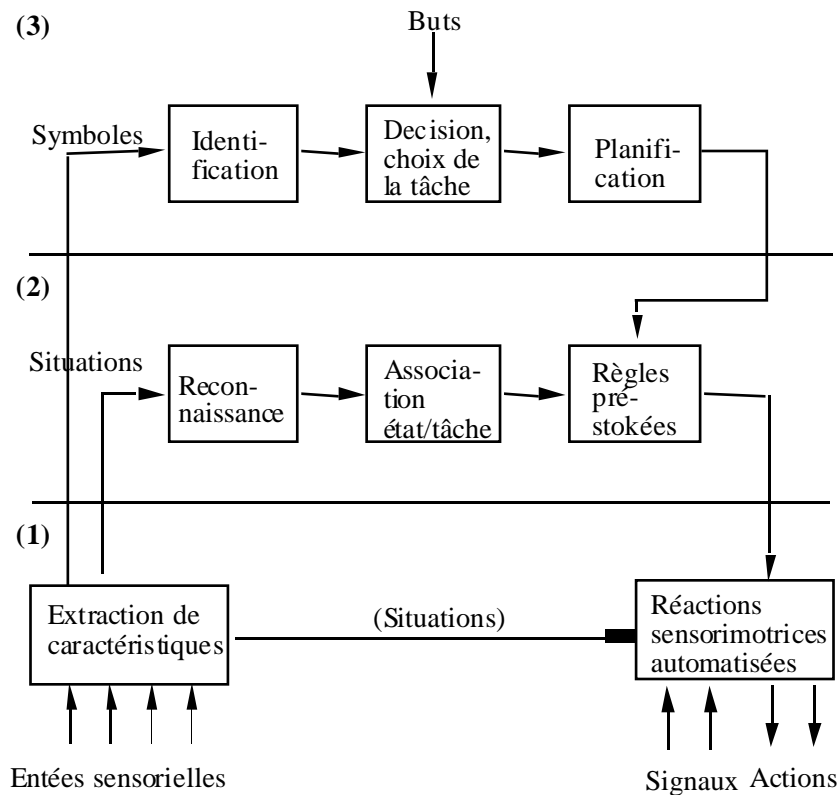 (3)
Buts
Symboles
Identi-
fication
Decision,
choix de
la tâche
Planifi-
cation
(2)
Situations
Recon-
naissance
Associa-
tion
état/tâche
Règles
pré-
stokées
(1)
Extraction de
caractéristiques
(Situations)
Réactions
sensorimotrices
automatisées
Entées sensorielles
Signaux
Actions